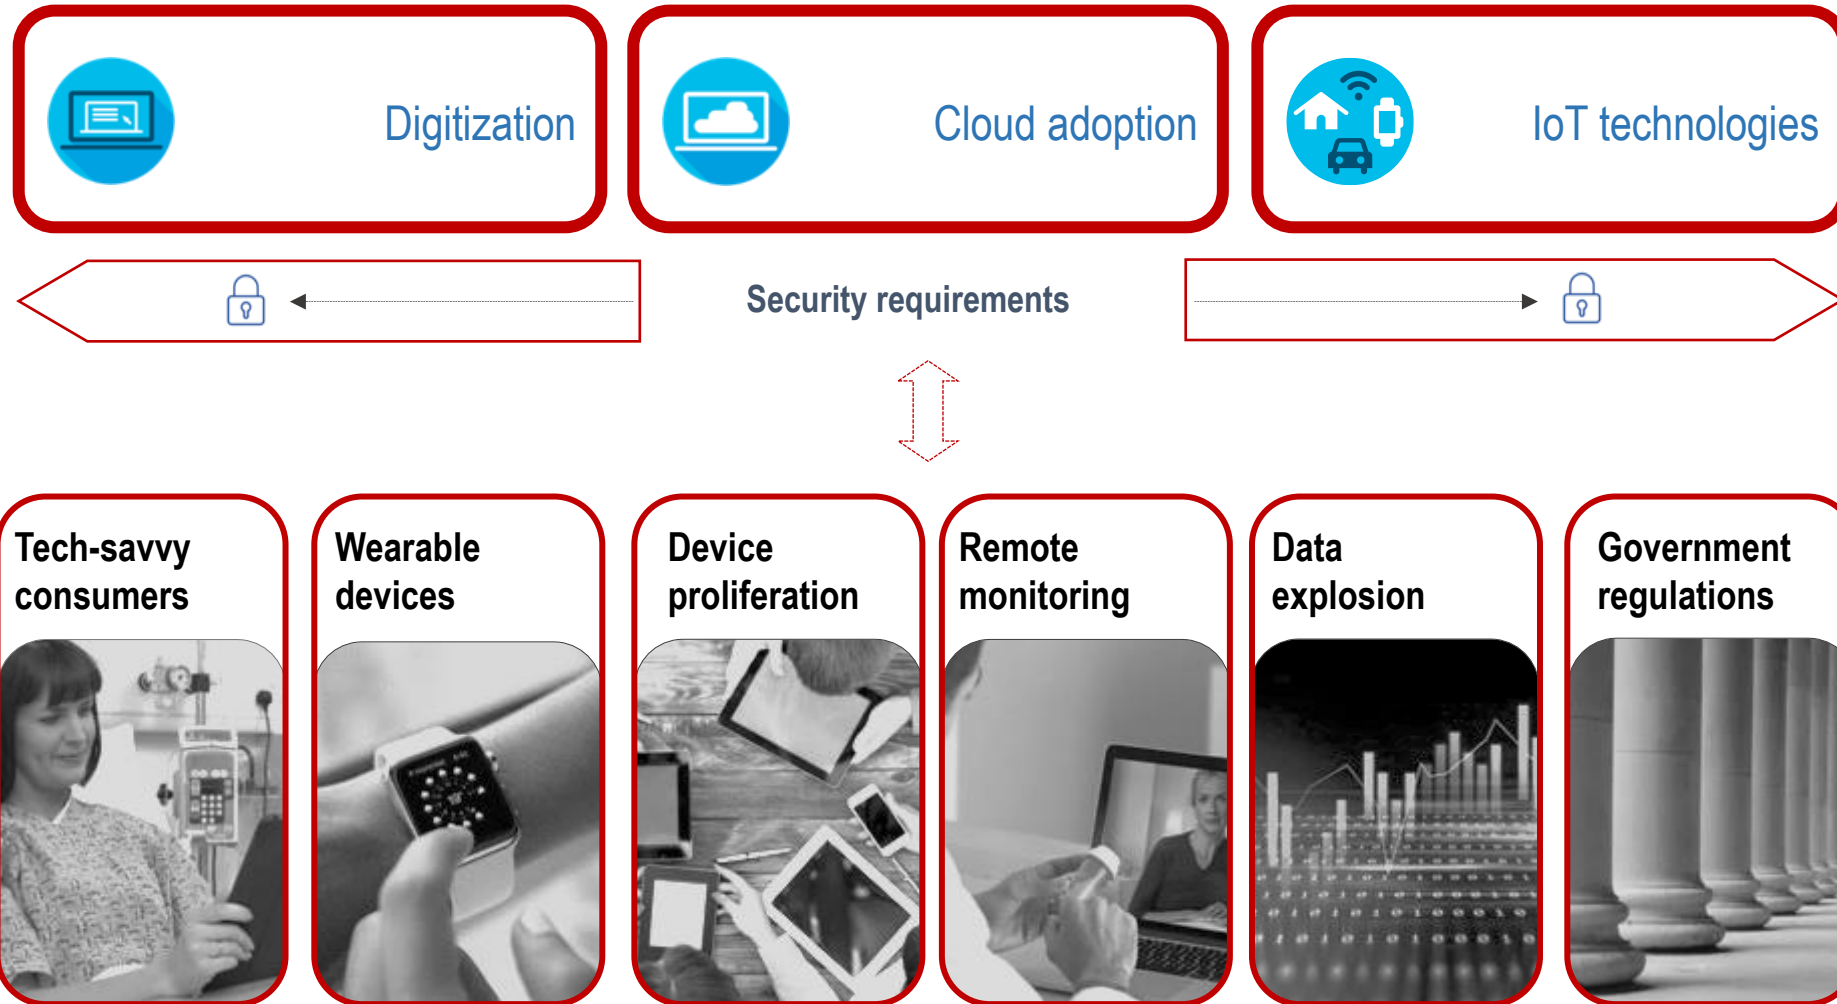 Digitization
Cloud adoption
IoT technologies
Security requirements
Tech-savvy
consumers
Wearable
devices
Device
proliferation
Remote
monitoring
Data
explosion
Government
regulations